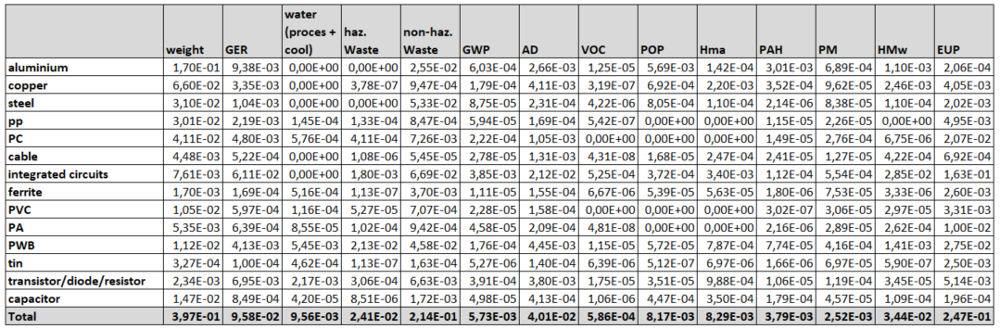 weight GER water (proces + cool) haz. Waste non-haz. Waste GWP AD VOC POP Hma PAH PM HMw EUP
aluminium 1,70E-01 9,38E-03 0,00E+00 0,00E+00 2,55E-02 6,03E-04 2,66E-03 1,25E-05 5,69E-03 1,42E-04 3,01E-03 6,89E-04 1,10E-03 2,06E-04
copper 6,60E-02 3,35E-03 0,00E+00 3,78E-07 9,47E-04 1,79E-04 4,11E-03 3,19E-07 6,92E-04 2,20E-03 3,52E-04 9,62E-05 2,46E-03 4,05E-03
steel 3,10E-02 1,04E-03 0,00E+00 0,00E+00 5,33E-02 8,75E-05 2,31E-04 4,22E-06 8,05E-04 1,10E-04 2,14E-06 8,38E-05 1,10E-04 2,02E-03
pp 3,01E-02 2,19E-03 1,45E-04 1,33E-04 8,47E-04 5,94E-05 1,69E-04 5,42E-07 0,00E+00 0,00E+00 1,15E-05 2,26E-05 0,00E+00 4,95E-03
PC 4,11E-02 4,80E-03 5,76E-04 4,11E-04 7,26E-03 2,22E-04 1,05E-03 0,00E+00 0,00E+00 0,00E+00 1,49E-05 2,76E-04 6,75E-06 2,07E-02
cable 4,48E-03 5,22E-04 0,00E+00 1,08E-06 5,45E-05 2,78E-05 1,31E-03 4,31E-08 1,68E-05 2,47E-04 2,41E-05 1,27E-05 4,22E-04 6,92E-04
integrated circuits 7,61E-03 6,11E-02 0,00E+00 1,80E-03 6,69E-02 3,85E-03 2,12E-02 5,25E-04 3,72E-04 3,40E-03 1,12E-04 5,54E-04 2,85E-02 1,63E-01
ferrite 1,70E-03 1,69E-04 5,16E-04 1,13E-07 3,70E-03 1,11E-05 1,55E-04 6,67E-06 5,39E-05 5,63E-05 1,80E-06 7,53E-05 3,33E-06 2,60E-03
PVC 1,05E-02 5,97E-04 1,16E-04 5,27E-05 7,07E-04 2,28E-05 1,58E-04 0,00E+00 0,00E+00 0,00E+00 3,02E-07 3,06E-05 2,97E-05 3,31E-03
PA 5,35E-03 6,39E-04 8,55E-05 1,02E-04 9,42E-04 4,58E-05 2,09E-04 4,81E-08 0,00E+00 0,00E+00 2,16E-06 2,89E-05 2,62E-04 1,00E-02
PWB 1,12E-02 4,13E-03 5,45E-03 2,13E-02 4,58E-02 1,76E-04 4,45E-03 1,15E-05 5,72E-05 7,87E-04 7,74E-05 4,16E-04 1,41E-03 2,75E-02
tin 3,27E-04 1,00E-04 4,62E-04 1,13E-07 1,63E-04 5,27E-06 1,40E-04 6,39E-06 5,12E-07 6,97E-06 1,66E-06 6,97E-05 5,90E-07 2,50E-03
transistor/diode/resistor 2,34E-03 6,95E-03 2,17E-03 3,06E-04 6,63E-03 3,91E-04 3,80E-03 1,75E-05 3,51E-05 9,88E-04 1,06E-05 1,19E-04 3,45E-05 5,14E-03
capacitor 1,47E-02 8,49E-04 4,20E-05 8,51E-06 1,72E-03 4,98E-05 4,13E-04 1,06E-06 4,47E-04 3,50E-04 1,79E-04 4,57E-05 1,09E-04 1,96E-04
Total 3,97E-01 9,58E-02 9,56E-03 2,41E-02 2,14E-01 5,73E-03 4,01E-02 5,86E-04 8,17E-03 8,29E-03 3,79E-03 2,52E-03 3,44E-02 2,47E-01